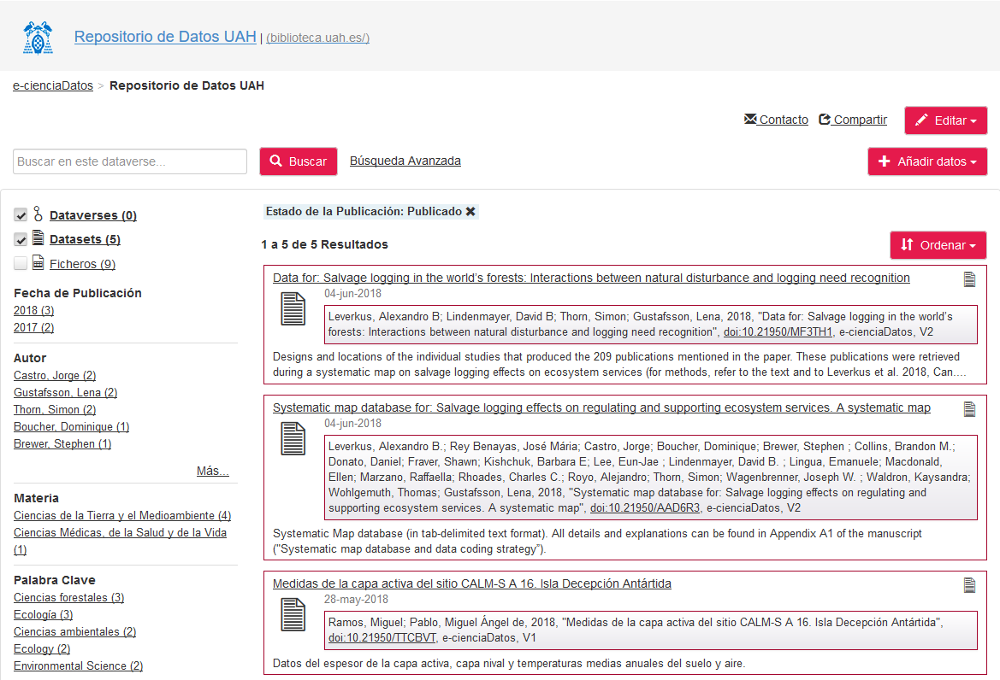 Repositorio de Datos UAH | (biblioteca.uah.es/)
e-cienciaDatos > Repositorio de Datos UAH
Contacto Compartir Editar
Buscar en este dataverse... Buscar Búsqueda Avanzada Añadir datos
Dataverses (0)
Datasets (5)
Ficheros (9)
Fecha de Publicación
2018 (3)
2017 (2)
Autor
Castro, Jorge (2)
Gustafsson, Lena (2)
Thorn, Simon (2)
Boucher, Dominique (1)
Brewer, Stephen (1)
Más...
Materia
Ciencias de la Tierra y el Medioambiente (4)
Ciencias Médicas, de la Salud y de la Vida
(1)
Palabra Clave
Ciencias forestales (3)
Ecología (3)
Ciencias ambientales (2)
Ecology (2)
Environmental Science (2)
Estado de la Publicación: Publicado ✖
1 a 5 de 5 Resultados
Ordenar
Data for: Salvage logging in the world's forests: Interactions between natural disturbance and logging need recognition
04-jun-2018
Leverkus, Alexandro B; Lindenmayer, David B; Thorn, Simon; Gustafsson, Lena, 2018, "Data for: Salvage logging in the world's
forests: Interactions between natural disturbance and logging need recognition", doi:10.21950/MF3TH1, e-cienciaDatos, V2
Designs and locations of the individual studies that produced the 209 publications mentioned in the paper. These publications were retrieved
during a systematic map on salvage logging effects on ecosystem services (for methods, refer to the text and to Leverkus et al. 2018, Can....
Systematic map database for: Salvage logging effects on regulating and supporting ecosystem services. A systematic map
04-jun-2018
Leverkus, Alexandro B.; Rey Benayas, José Mária; Castro, Jorge; Boucher, Dominique; Brewer, Stephen ; Collins, Brandon M.;
Donato, Daniel; Fraver, Shawn; Kishchuk, Barbara E; Lee, Eun-Jae ; Lindenmayer, David B. ; Lingua, Emanuele; Macdonald,
Ellen; Marzano, Raffaella; Rhoades, Charles C.; Royo, Alejandro; Thorn, Simon; Wagenbrenner, Joseph W. ; Waldron, Kaysandra;
Wohlgemuth, Thomas; Gustafsson, Lena, 2018, "Systematic map database for: Salvage logging effects on regulating and
supporting ecosystem services. A systematic map", doi:10.21950/AAD6R3, e-cienciaDatos, V2
Systematic Map database (in tab-delimited text format). All details and explanations can be found in Appendix A1 of the manuscript
("Systematic map database and data coding strategy").
Medidas de la capa activa del sitio CALM-S A 16. Isla Decepción Antártida
28-may-2018
Ramos, Miguel; Pablo, Miguel Ángel de, 2018, "Medidas de la capa activa del sitio CALM-S A 16. Isla Decepción Antártida",
doi:10.21950/TTCBVT, e-cienciaDatos, V1
Datos del espesor de la capa activa, capa nival y temperaturas medias anuales del suelo y aire.